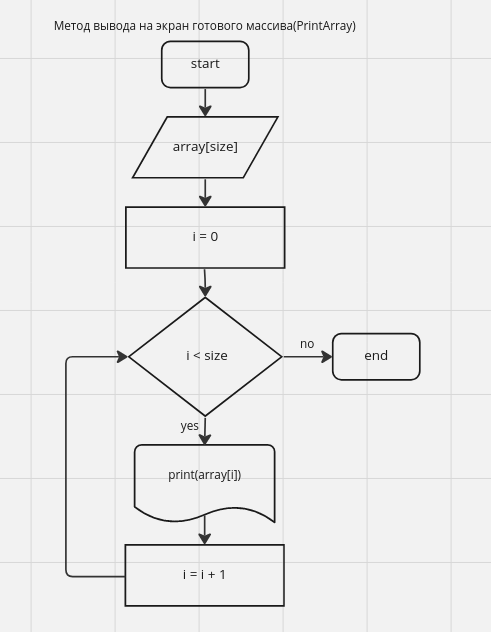 Метод вывода на экран готового массива(PrintArray)
start
array[size]
i = 0
i < size
no
end
yes
print(array[i])
i = i + 1